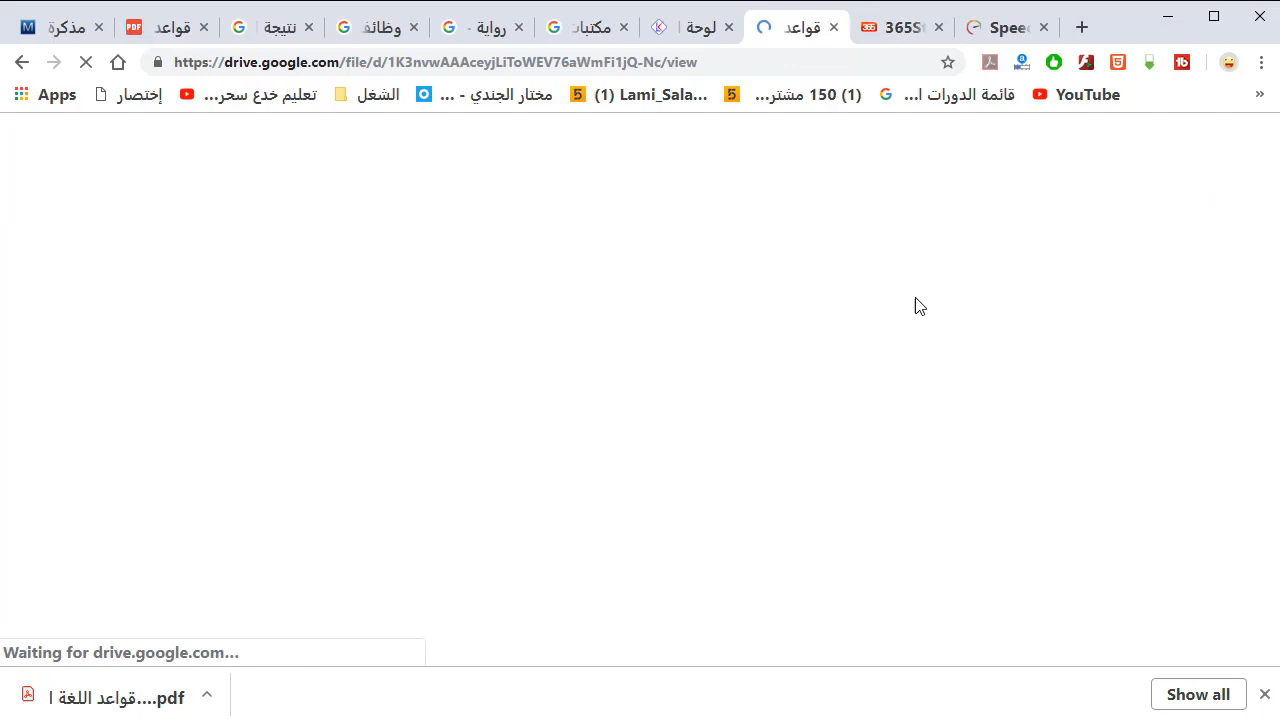 مذكرة قواعد نتيجة وظائف رواية - مكتبات لوحة ا قواعد 365St Speed
https://drive.google.com/file/d/1K3nvwAAAceyjLiToWEV76aWmFi1jQ-Nc/view
Apps إختصار تعليم خدع سحر... الشغل مختار الجندي - ... (1) Lami_Sala... (1) 150 مشتر... قائمة الدورات ا... YouTube »
Waiting for drive.google.com...
قواعد اللغة ا....pdf Show all